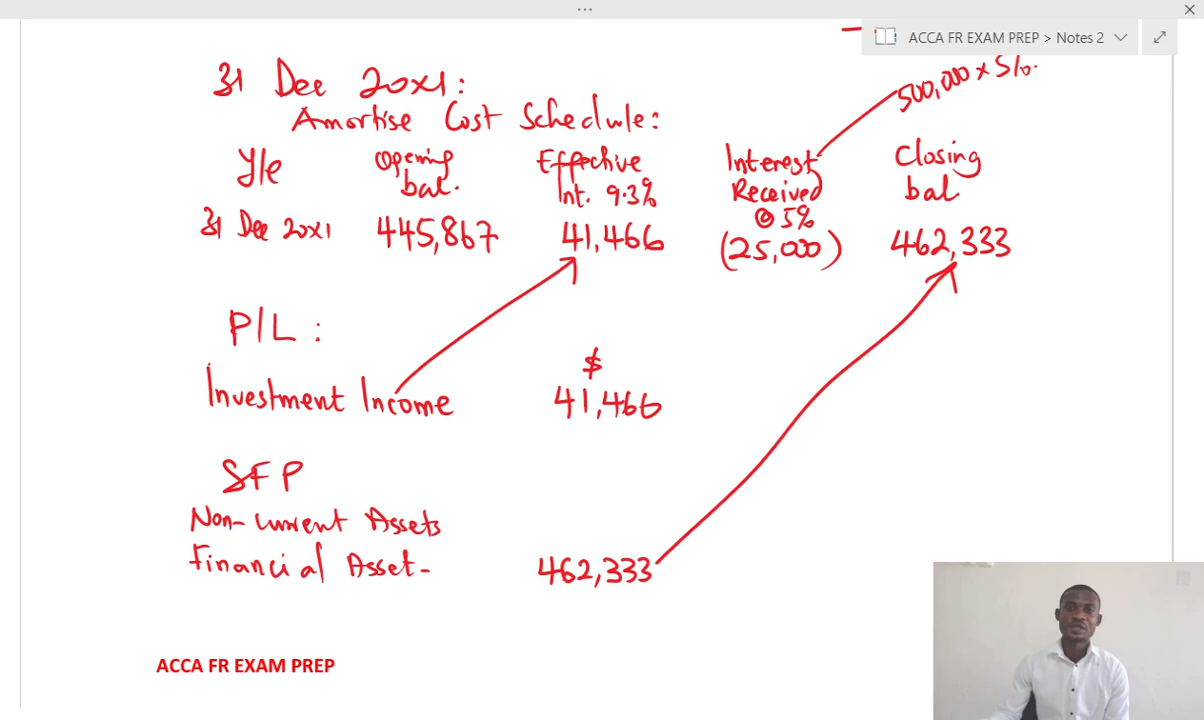 ACCA FR EXAM PREP > Notes 2
500,000 x 5%.
31 Dec 20x1:
Amortise Cost Schedule:
Y/e Opening bal. Effective Int. 9.3% Interest Received @ 5% Closing bal
31 Dec 20x1 445,867 41,466 (25,000) 462,333
P/L:
$
Investment Income 41,466
SFP
Non-current Assets
Financial Asset- 462,333
ACCA FR EXAM PREP